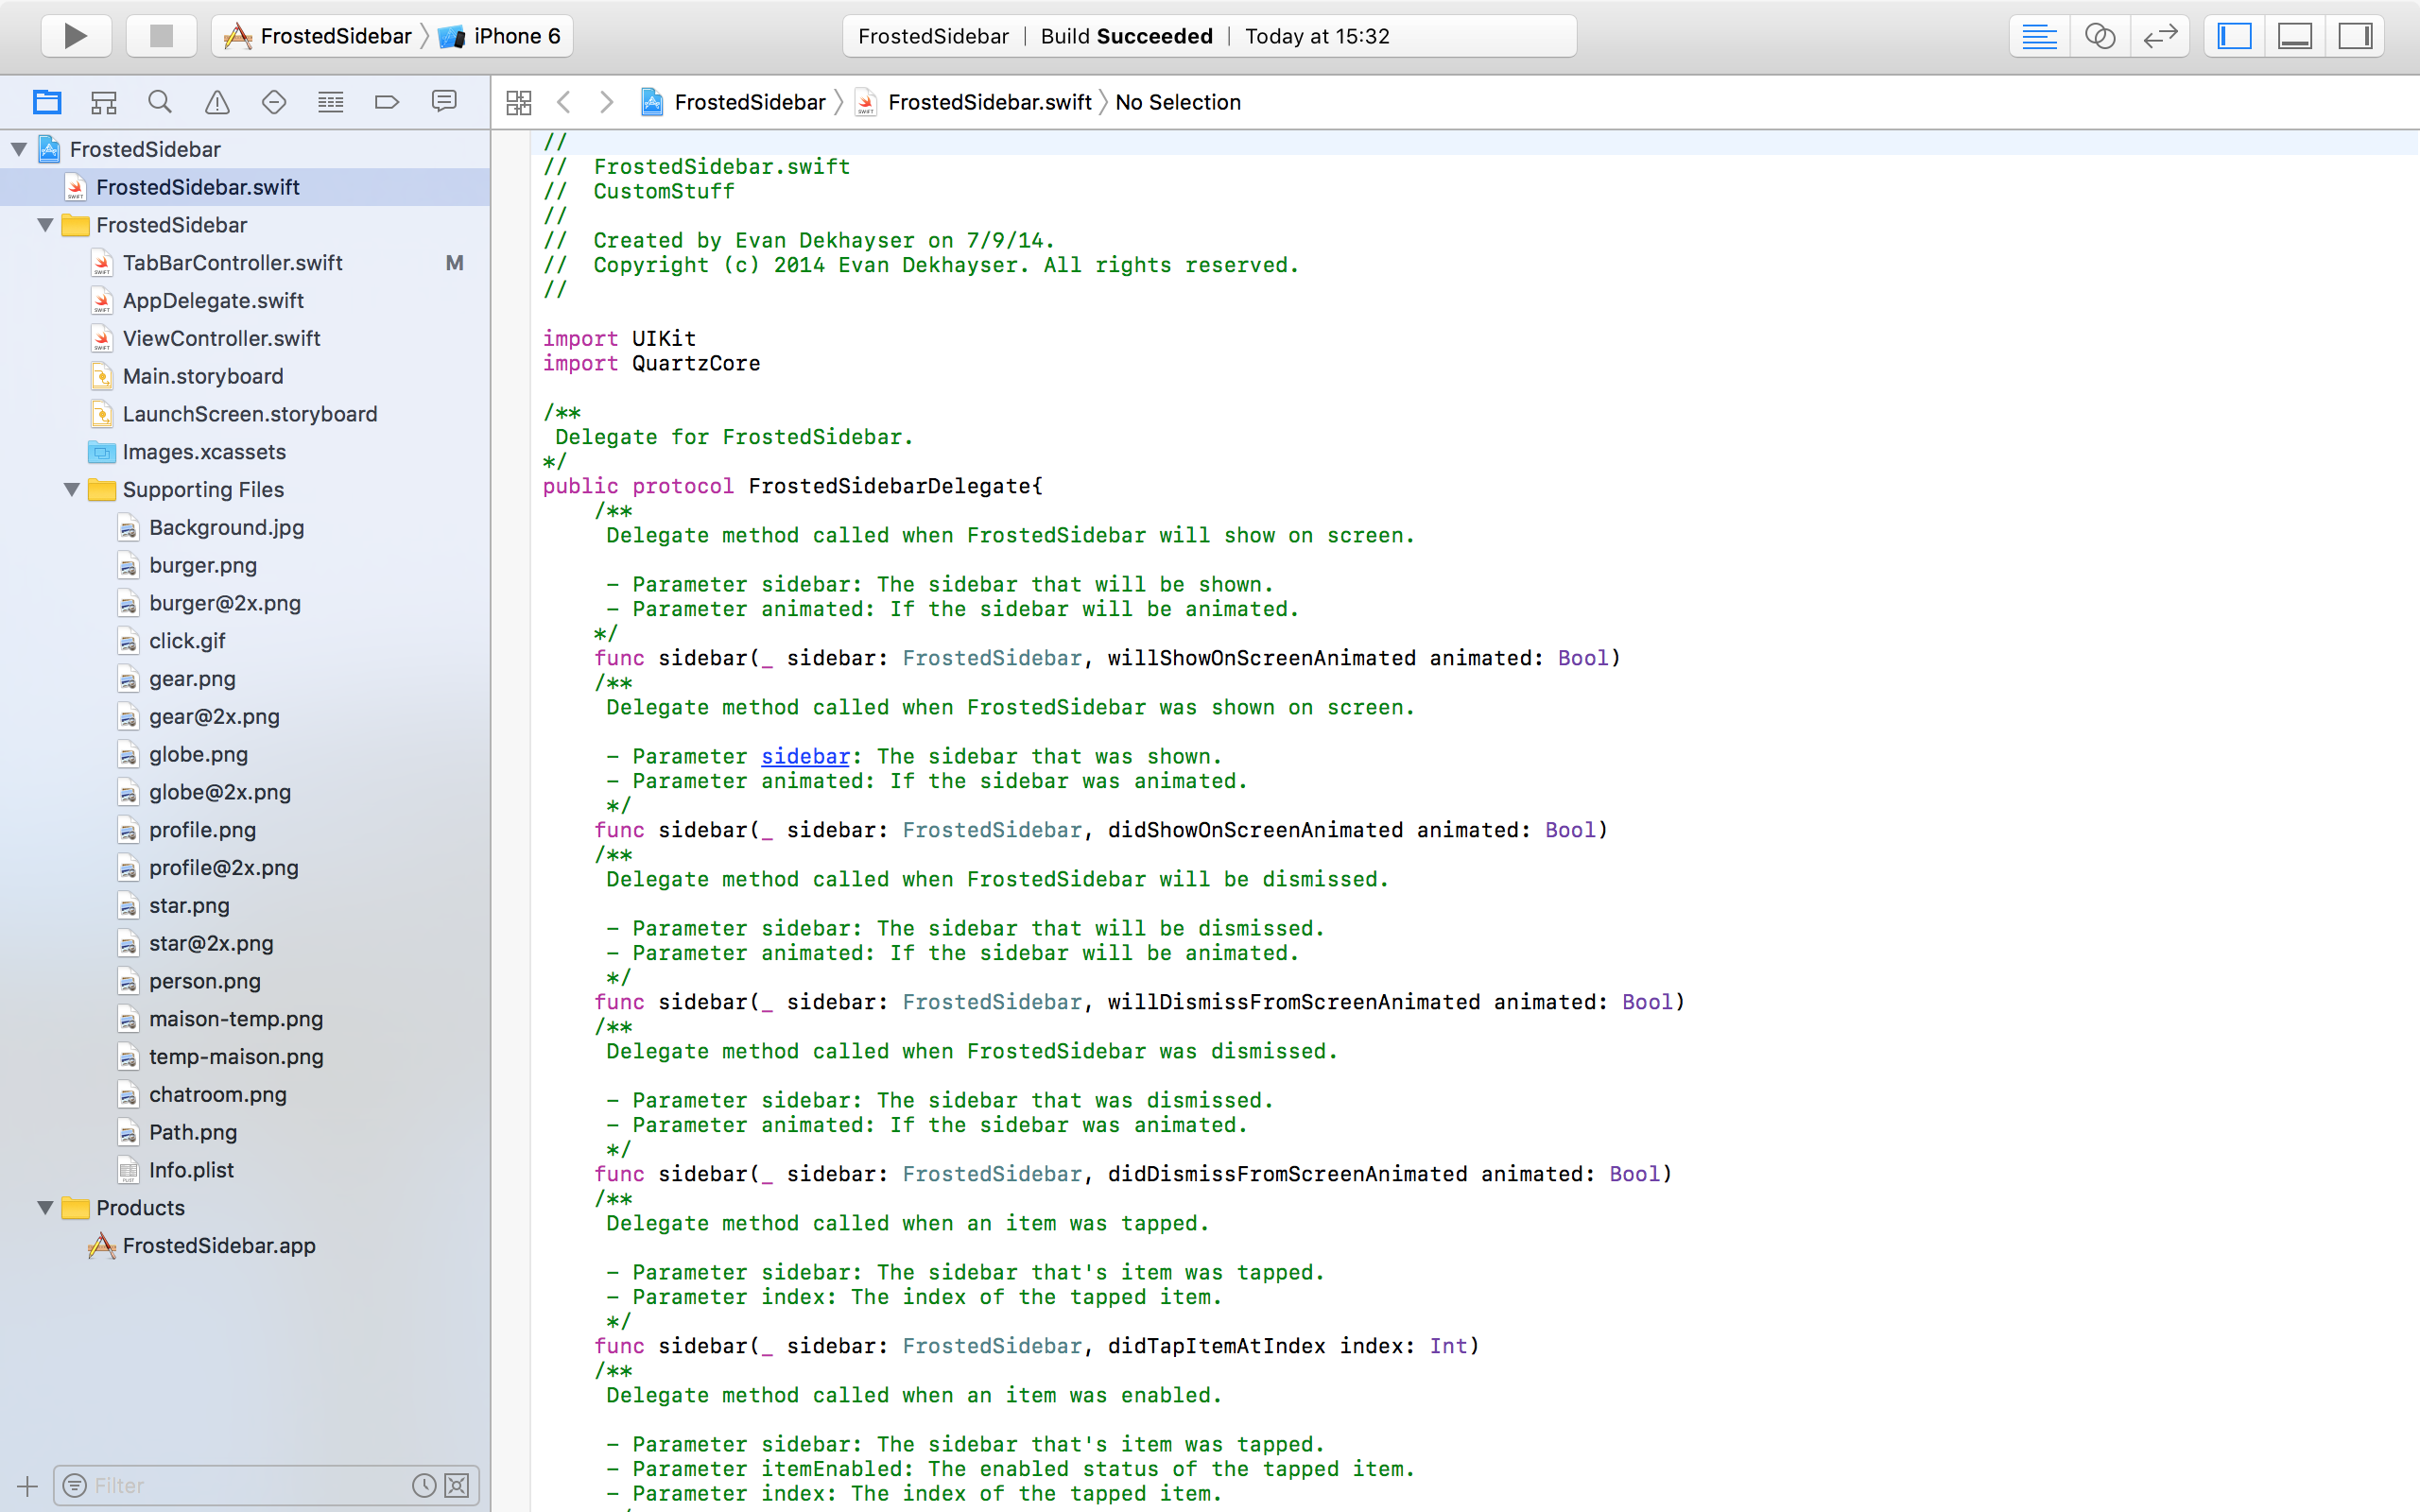 FrostedSidebar 〉 iPhone 6
FrostedSidebar | Build Succeeded | Today at 15:32
FrostedSidebar 〉 FrostedSidebar.swift 〉 No Selection
FrostedSidebar
FrostedSidebar.swift
FrostedSidebar
TabBarController.swift M
AppDelegate.swift
ViewController.swift
Main.storyboard
LaunchScreen.storyboard
Images.xcassets
Supporting Files
Background.jpg
burger.png
burger@2x.png
click.gif
gear.png
gear@2x.png
globe.png
globe@2x.png
profile.png
profile@2x.png
star.png
star@2x.png
person.png
maison-temp.png
temp-maison.png
chatroom.png
Path.png
Info.plist
Products
FrostedSidebar.app
Filter
//
//  FrostedSidebar.swift
//  CustomStuff
//
//  Created by Evan Dekhayser on 7/9/14.
//  Copyright (c) 2014 Evan Dekhayser. All rights reserved.
//
import UIKit
import QuartzCore
/**
 Delegate for FrostedSidebar.
*/
public protocol FrostedSidebarDelegate{
    /**
     Delegate method called when FrostedSidebar will show on screen.
     - Parameter sidebar: The sidebar that will be shown.
     - Parameter animated: If the sidebar will be animated.
    */
    func sidebar(_ sidebar: FrostedSidebar, willShowOnScreenAnimated animated: Bool)
    /**
     Delegate method called when FrostedSidebar was shown on screen.
     - Parameter sidebar: The sidebar that was shown.
     - Parameter animated: If the sidebar was animated.
     */
    func sidebar(_ sidebar: FrostedSidebar, didShowOnScreenAnimated animated: Bool)
    /**
     Delegate method called when FrostedSidebar will be dismissed.
     - Parameter sidebar: The sidebar that will be dismissed.
     - Parameter animated: If the sidebar will be animated.
     */
    func sidebar(_ sidebar: FrostedSidebar, willDismissFromScreenAnimated animated: Bool)
    /**
     Delegate method called when FrostedSidebar was dismissed.
     - Parameter sidebar: The sidebar that was dismissed.
     - Parameter animated: If the sidebar was animated.
     */
    func sidebar(_ sidebar: FrostedSidebar, didDismissFromScreenAnimated animated: Bool)
    /**
     Delegate method called when an item was tapped.
     - Parameter sidebar: The sidebar that's item was tapped.
     - Parameter index: The index of the tapped item.
     */
    func sidebar(_ sidebar: FrostedSidebar, didTapItemAtIndex index: Int)
    /**
     Delegate method called when an item was enabled.
     - Parameter sidebar: The sidebar that's item was tapped.
     - Parameter itemEnabled: The enabled status of the tapped item.
     - Parameter index: The index of the tapped item.